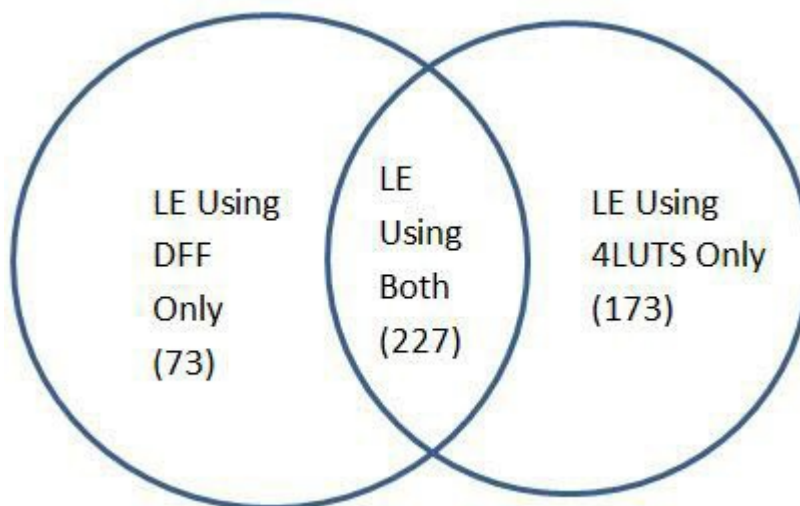 LE Using
DFF
Only
(73)
LE
Using
Both
(227)
LE Using
4LUTS Only
(173)